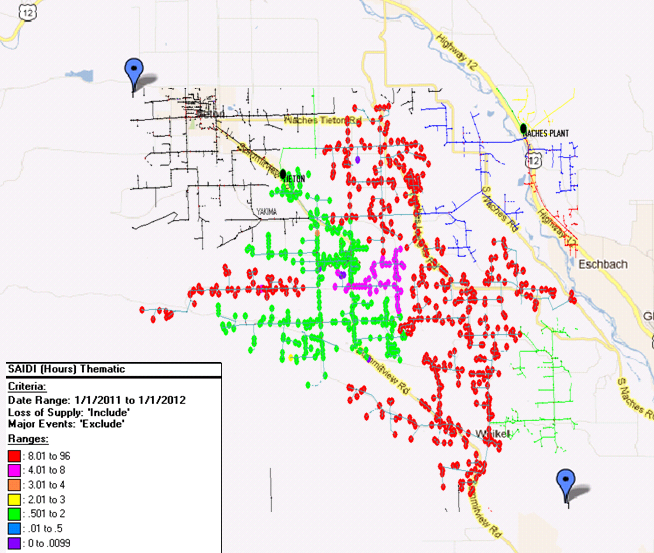 12
Highway 12
Naches Tieton Rd
NACHES PLANT
12
TIETON
YAKIMA
S Naches Rd
Highway
Eschbach
S Naches Rd
Summitview Rd
Weikel
SAIDI (Hours) Thematic
Criteria:
Date Range: 1/1/2011 to 1/1/2012
Loss of Supply: 'Include'
Major Events: 'Exclude'
Ranges:
: 8.01 to 96
: 4.01 to 8
: 3.01 to 4
: 2.01 to 3
: .501 to 2
: .01 to .5
: 0 to .0099